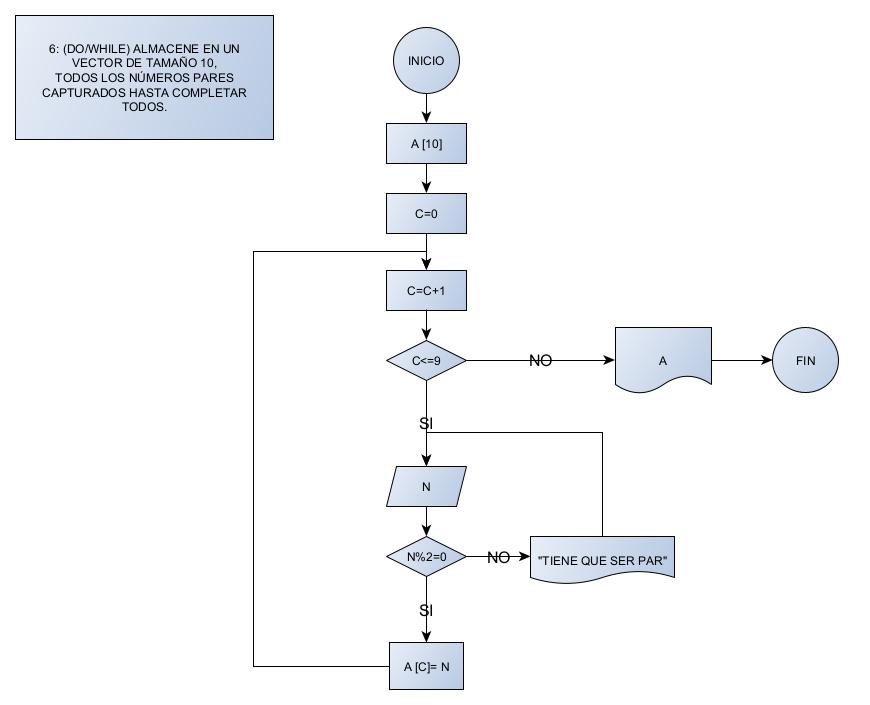 6: (DO/WHILE) ALMACENE EN UN
VECTOR DE TAMAÑO 10,
TODOS LOS NÚMEROS PARES
CAPTURADOS HASTA COMPLETAR
TODOS.
INICIO
A [10]
C=0
C=C+1
C<=9
NO
A
FIN
SI
N
N%2=0
NO
"TIENE QUE SER PAR"
SI
A [C]= N